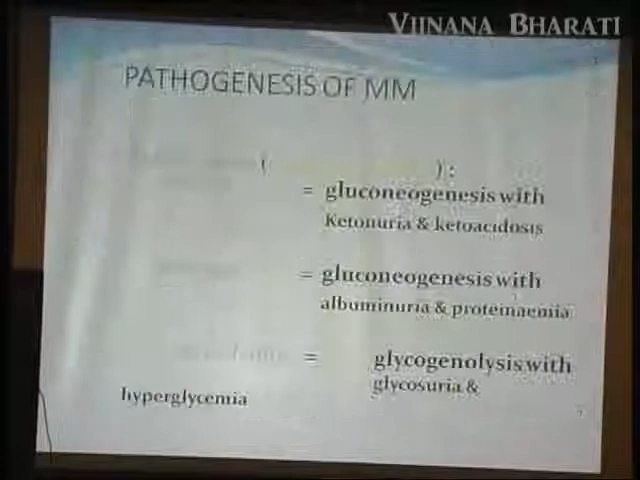 VIJNANA BHARATI
PATHOGENESIS OF MM
( ) :
= gluconeogenesis with
Ketonuria & ketoacidosis
= gluconeogenesis with
albuminuria & proteinaemia
= glycogenolysis with
glycosuria &
hyperglycemia